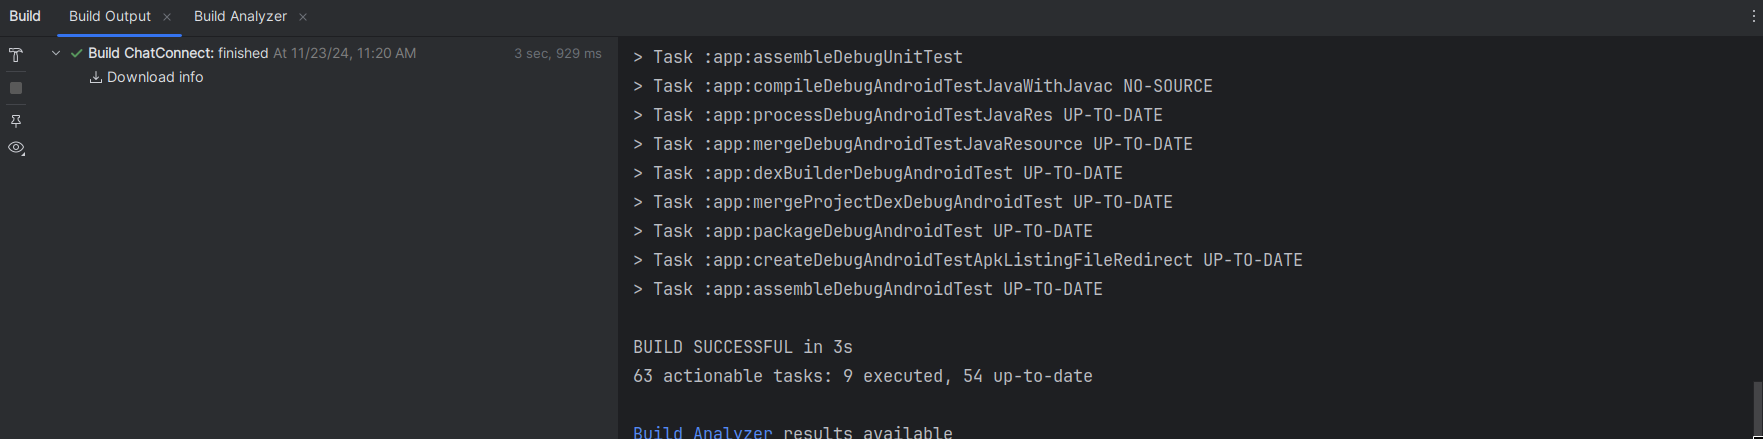 Build Build Output Build Analyzer
Build ChatConnect: finished At 11/23/24, 11:20 AM 3 sec, 929 ms
Download info
> Task :app:assembleDebugUnitTest
> Task :app:compileDebugAndroidTestJavaWithJavac NO-SOURCE
> Task :app:processDebugAndroidTestJavaRes UP-TO-DATE
> Task :app:mergeDebugAndroidTestJavaResource UP-TO-DATE
> Task :app:dexBuilderDebugAndroidTest UP-TO-DATE
> Task :app:mergeProjectDexDebugAndroidTest UP-TO-DATE
> Task :app:packageDebugAndroidTest UP-TO-DATE
> Task :app:createDebugAndroidTestApkListingFileRedirect UP-TO-DATE
> Task :app:assembleDebugAndroidTest UP-TO-DATE
BUILD SUCCESSFUL in 3s
63 actionable tasks: 9 executed, 54 up-to-date
Build Analyzer results available